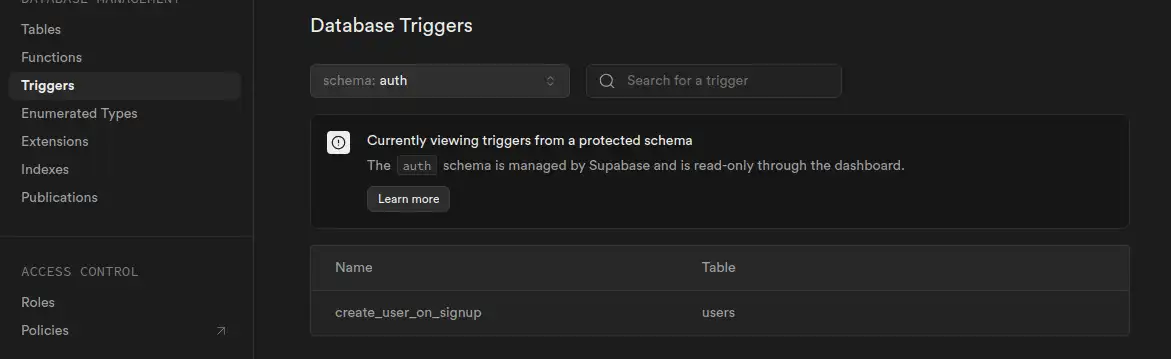 DATABASE MANAGEMENT
Tables
Functions
Triggers
Enumerated Types
Extensions
Indexes
Publications
ACCESS CONTROL
Roles
Policies
Database Triggers
schema: auth
Search for a trigger
Currently viewing triggers from a protected schema
The auth schema is managed by Supabase and is read-only through the dashboard.
Learn more
Name Table
create_user_on_signup users